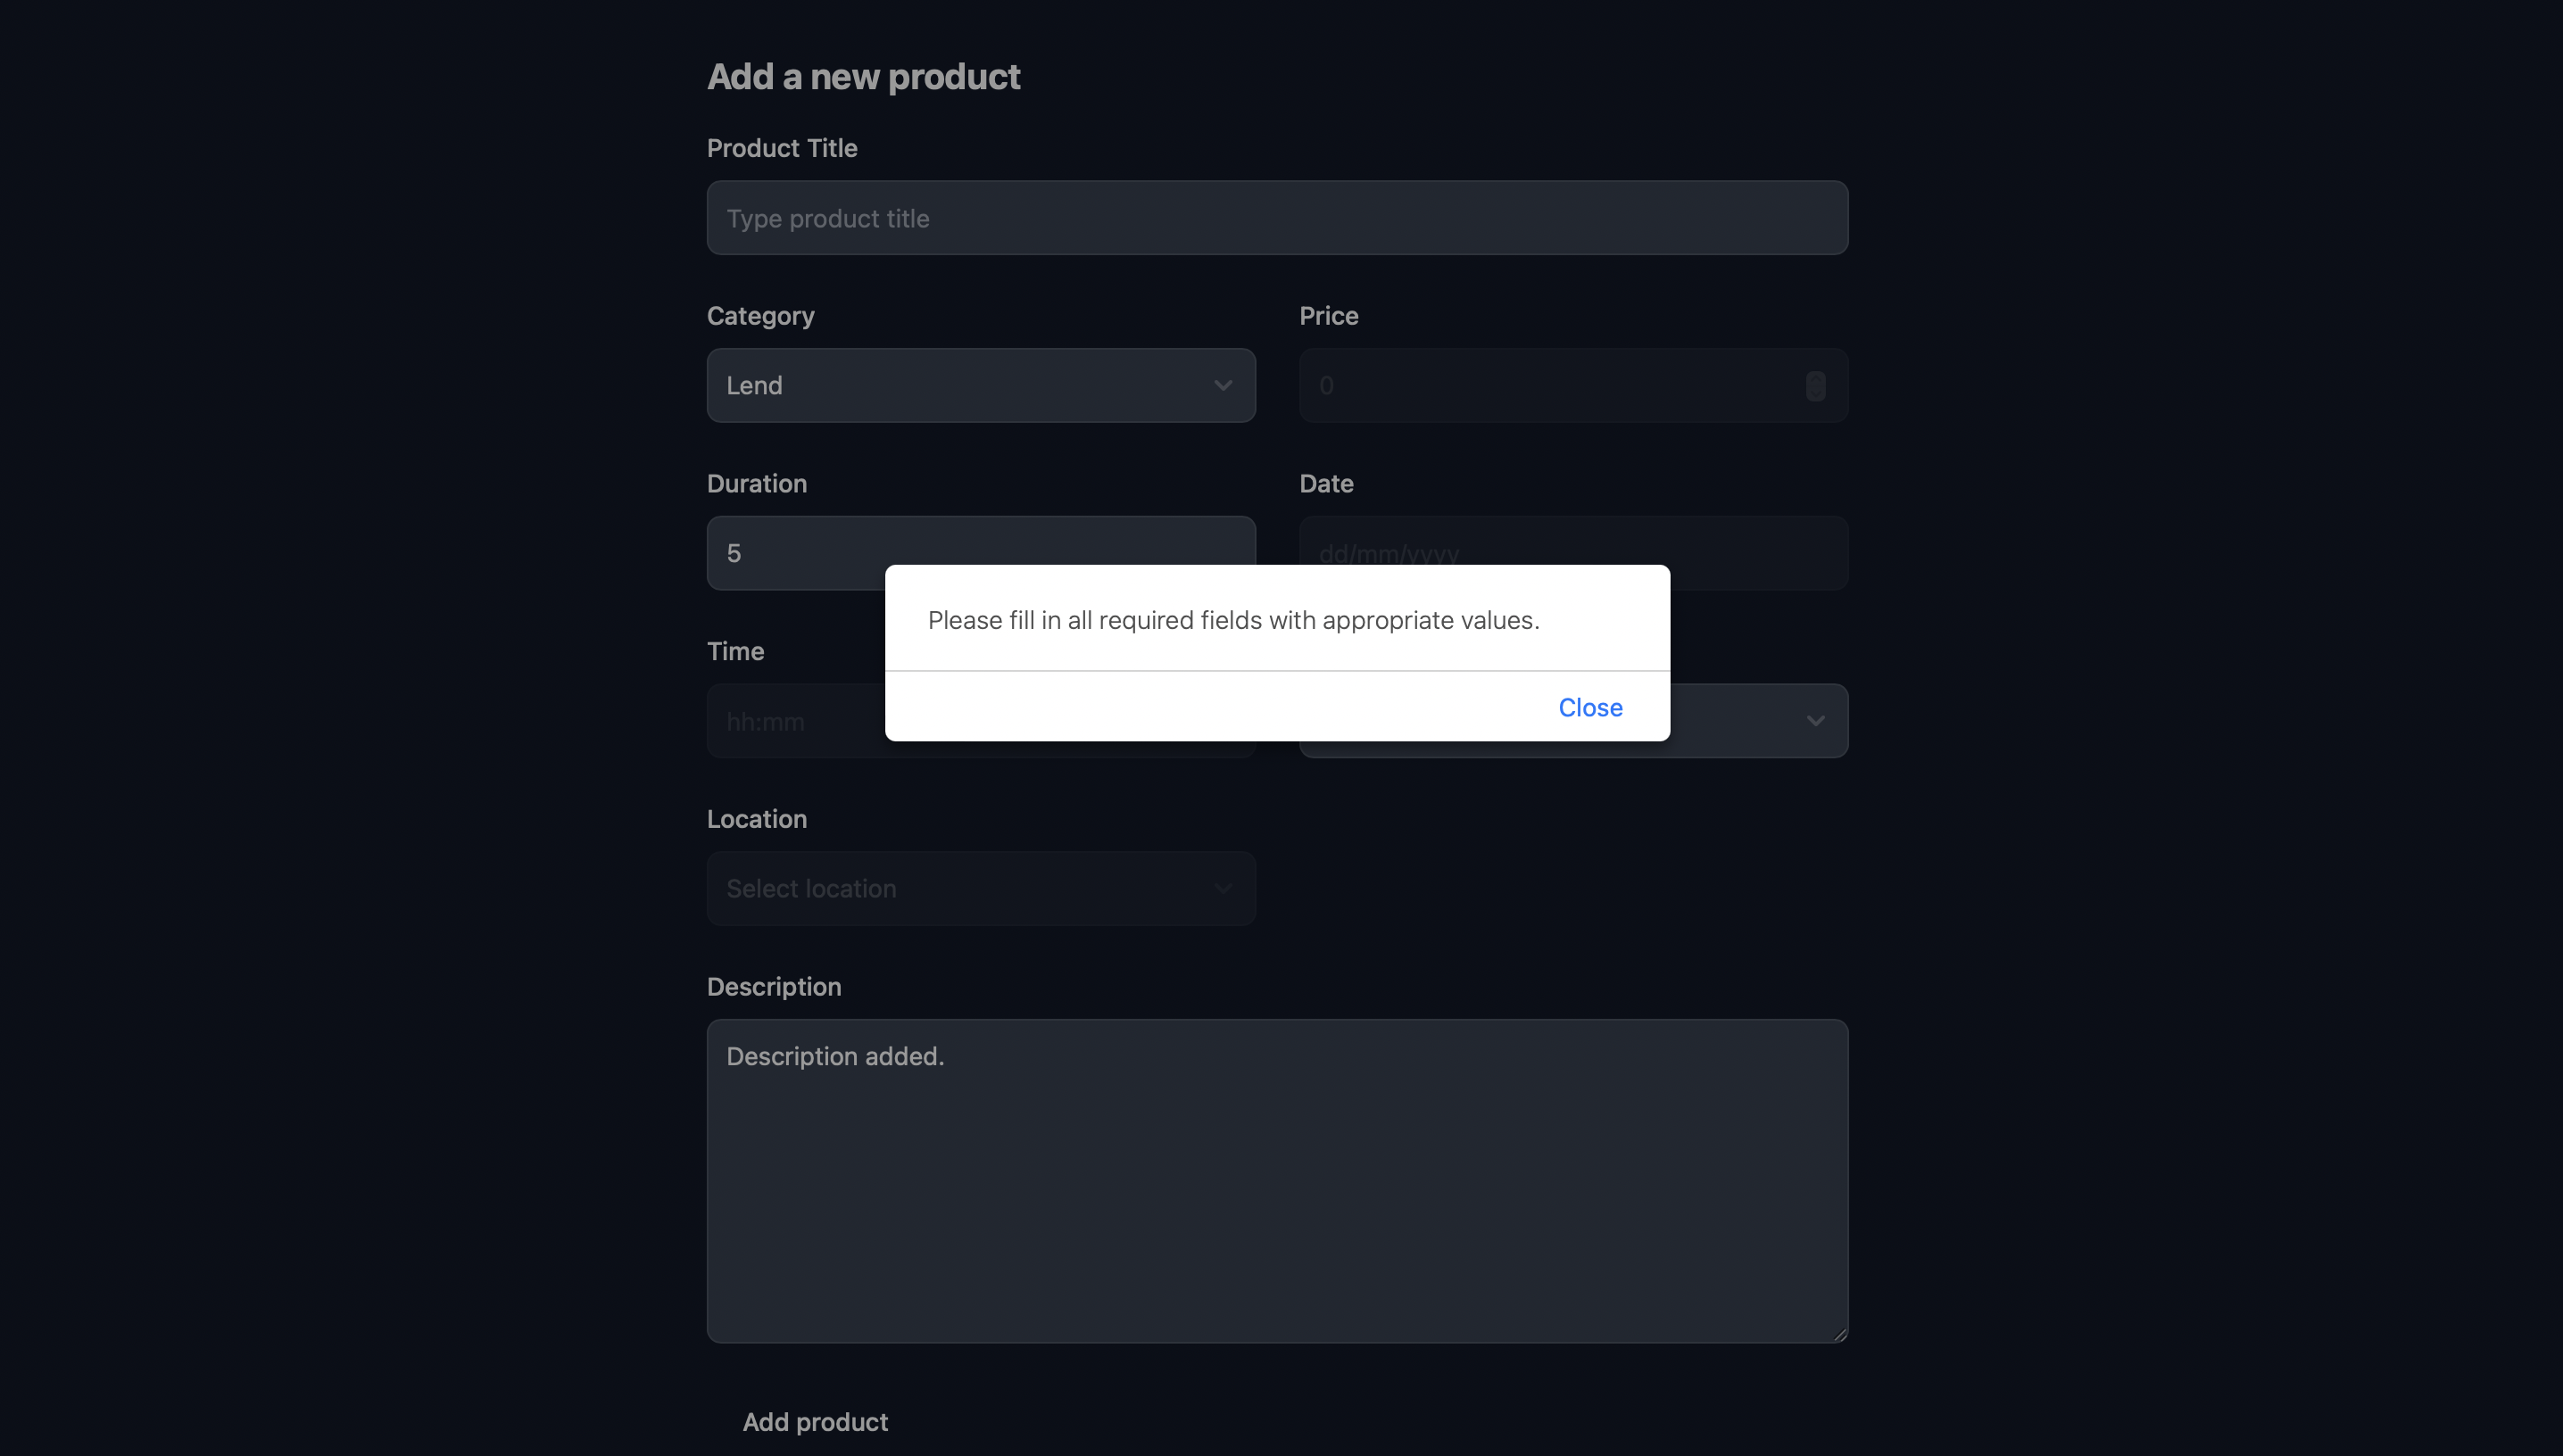 Add a new product
Product Title
Type product title
Category
Price
Lend
0
Duration
Date
5
dd/mm/yyyy
Please fill in all required fields with appropriate values.
Close
Time
hh:mm
Location
Select location
Description
Description added.
Add product